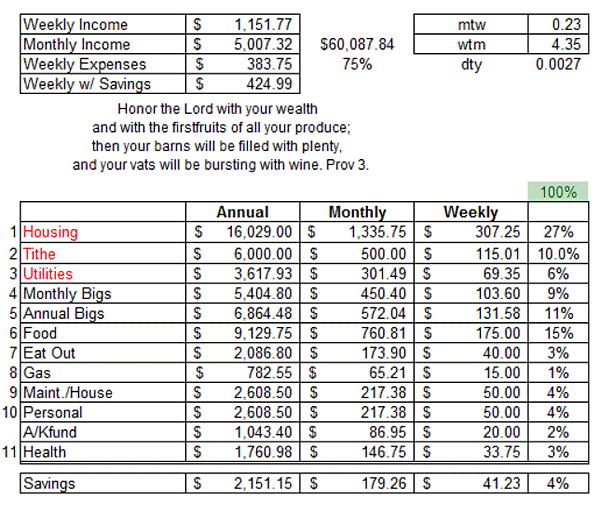 Weekly Income $ 1,151.77 mtw 0.23
Monthly Income $ 5,007.32 $60,087.84 wtm 4.35
Weekly Expenses $ 383.75 75% dty 0.0027
Weekly w/ Savings $ 424.99
Honor the Lord with your wealth
and with the firstfruits of all your produce;
then your barns will be filled with plenty,
and your vats will be bursting with wine. Prov 3.
100%
Annual Monthly Weekly
1 Housing $ 16,029.00 $ 1,335.75 $ 307.25 27%
2 Tithe $ 6,000.00 $ 500.00 $ 115.01 10.0%
3 Utilities $ 3,617.93 $ 301.49 $ 69.35 6%
4 Monthly Bigs $ 5,404.80 $ 450.40 $ 103.60 9%
5 Annual Bigs $ 6,864.48 $ 572.04 $ 131.58 11%
6 Food $ 9,129.75 $ 760.81 $ 175.00 15%
7 Eat Out $ 2,086.80 $ 173.90 $ 40.00 3%
8 Gas $ 782.55 $ 65.21 $ 15.00 1%
9 Maint./House $ 2,608.50 $ 217.38 $ 50.00 4%
10 Personal $ 2,608.50 $ 217.38 $ 50.00 4%
A/Kfund $ 1,043.40 $ 86.95 $ 20.00 2%
11 Health $ 1,760.98 $ 146.75 $ 33.75 3%
Savings $ 2,151.15 $ 179.26 $ 41.23 4%